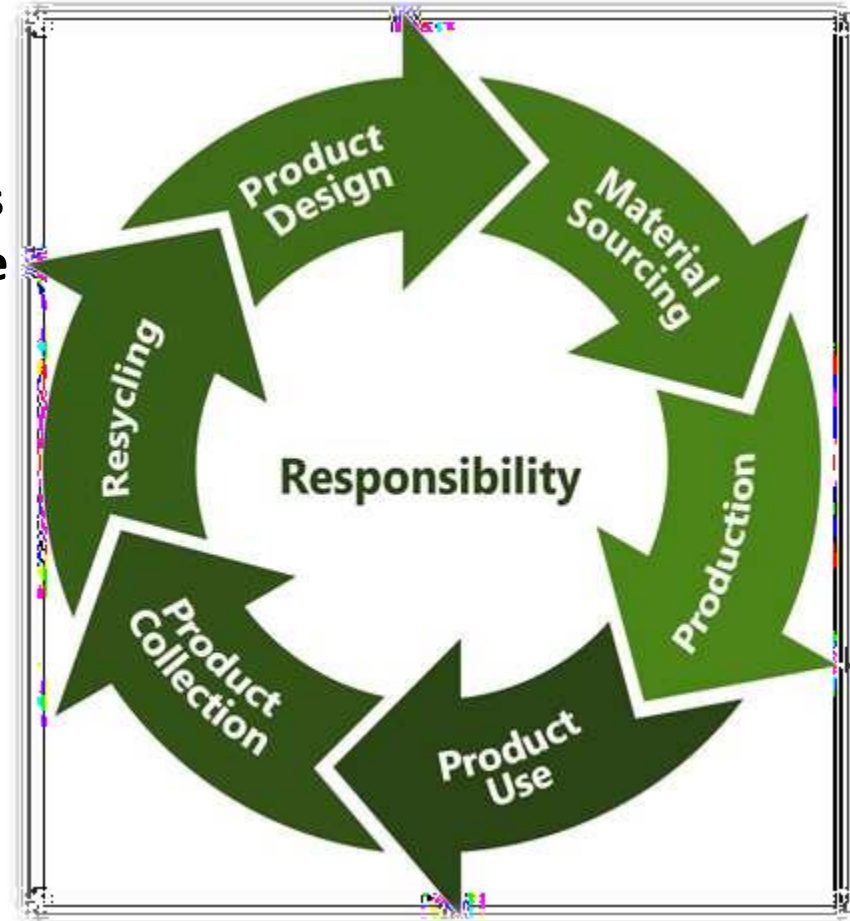 Product
Design
Material
Sourcing
Production
Product
Use
Product
Collection
Resycling
Responsibility